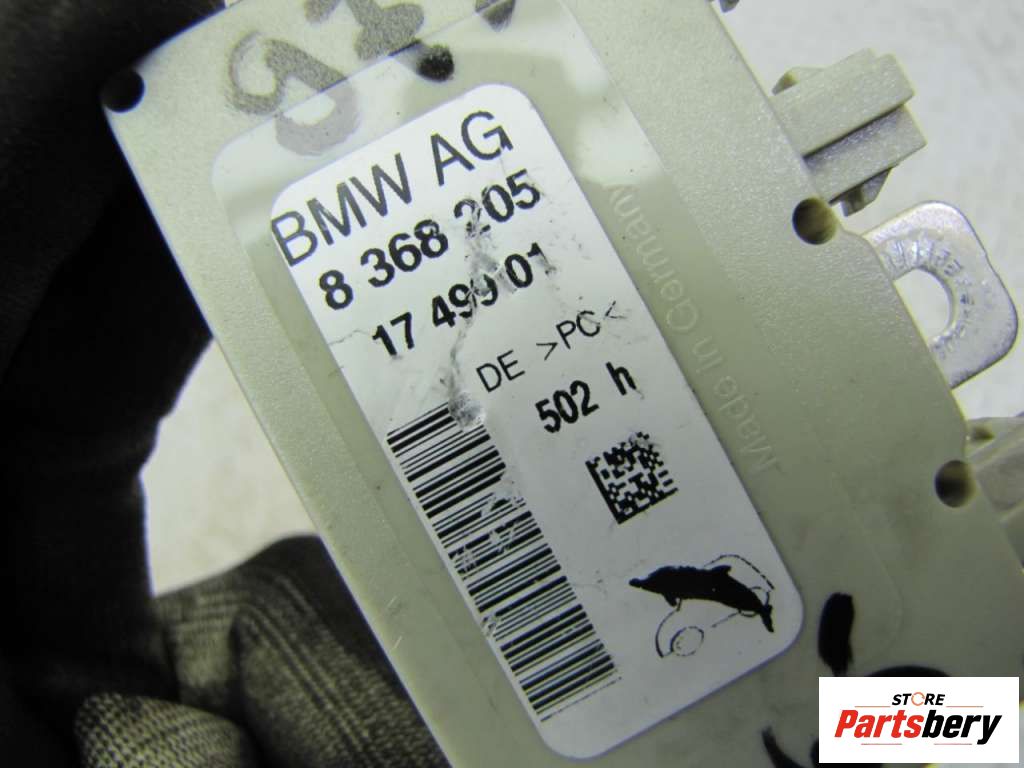 BMW AG
8 368 205
17 499 01
DE >PC<
502 h
Made in Germany
STORE
Partsbery